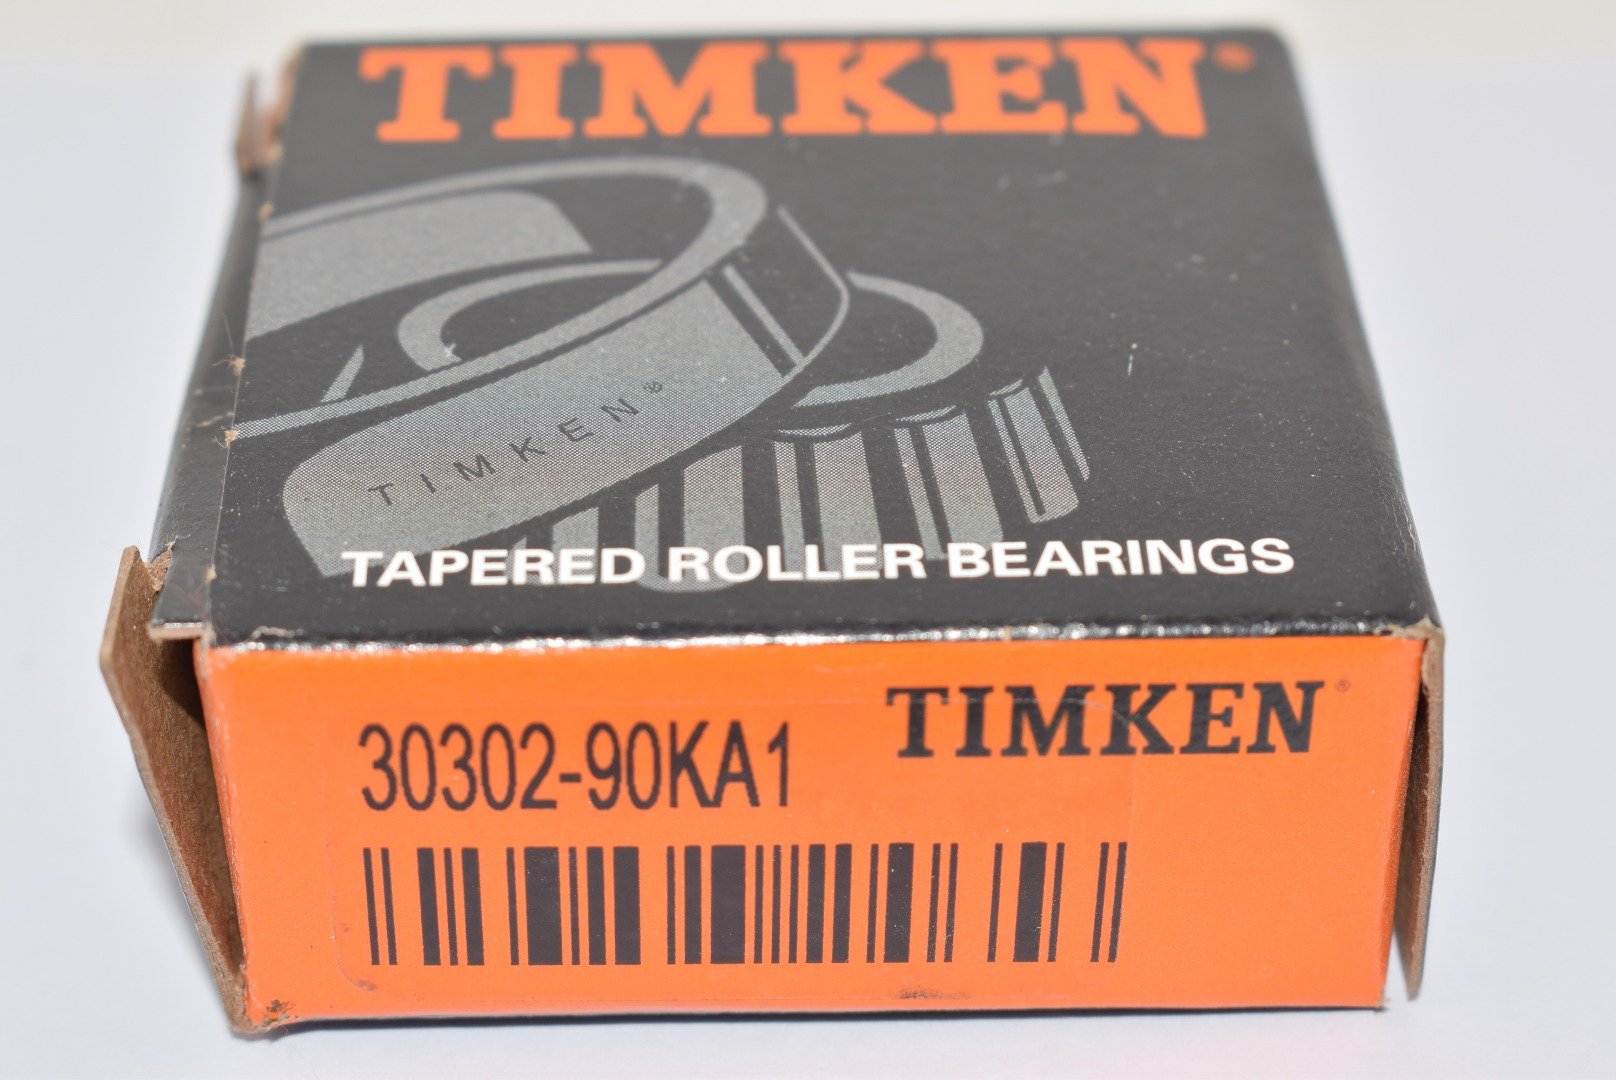 TIMKEN®
TIMKEN®
TAPERED ROLLER BEARINGS
TIMKEN®
30302-90KA1